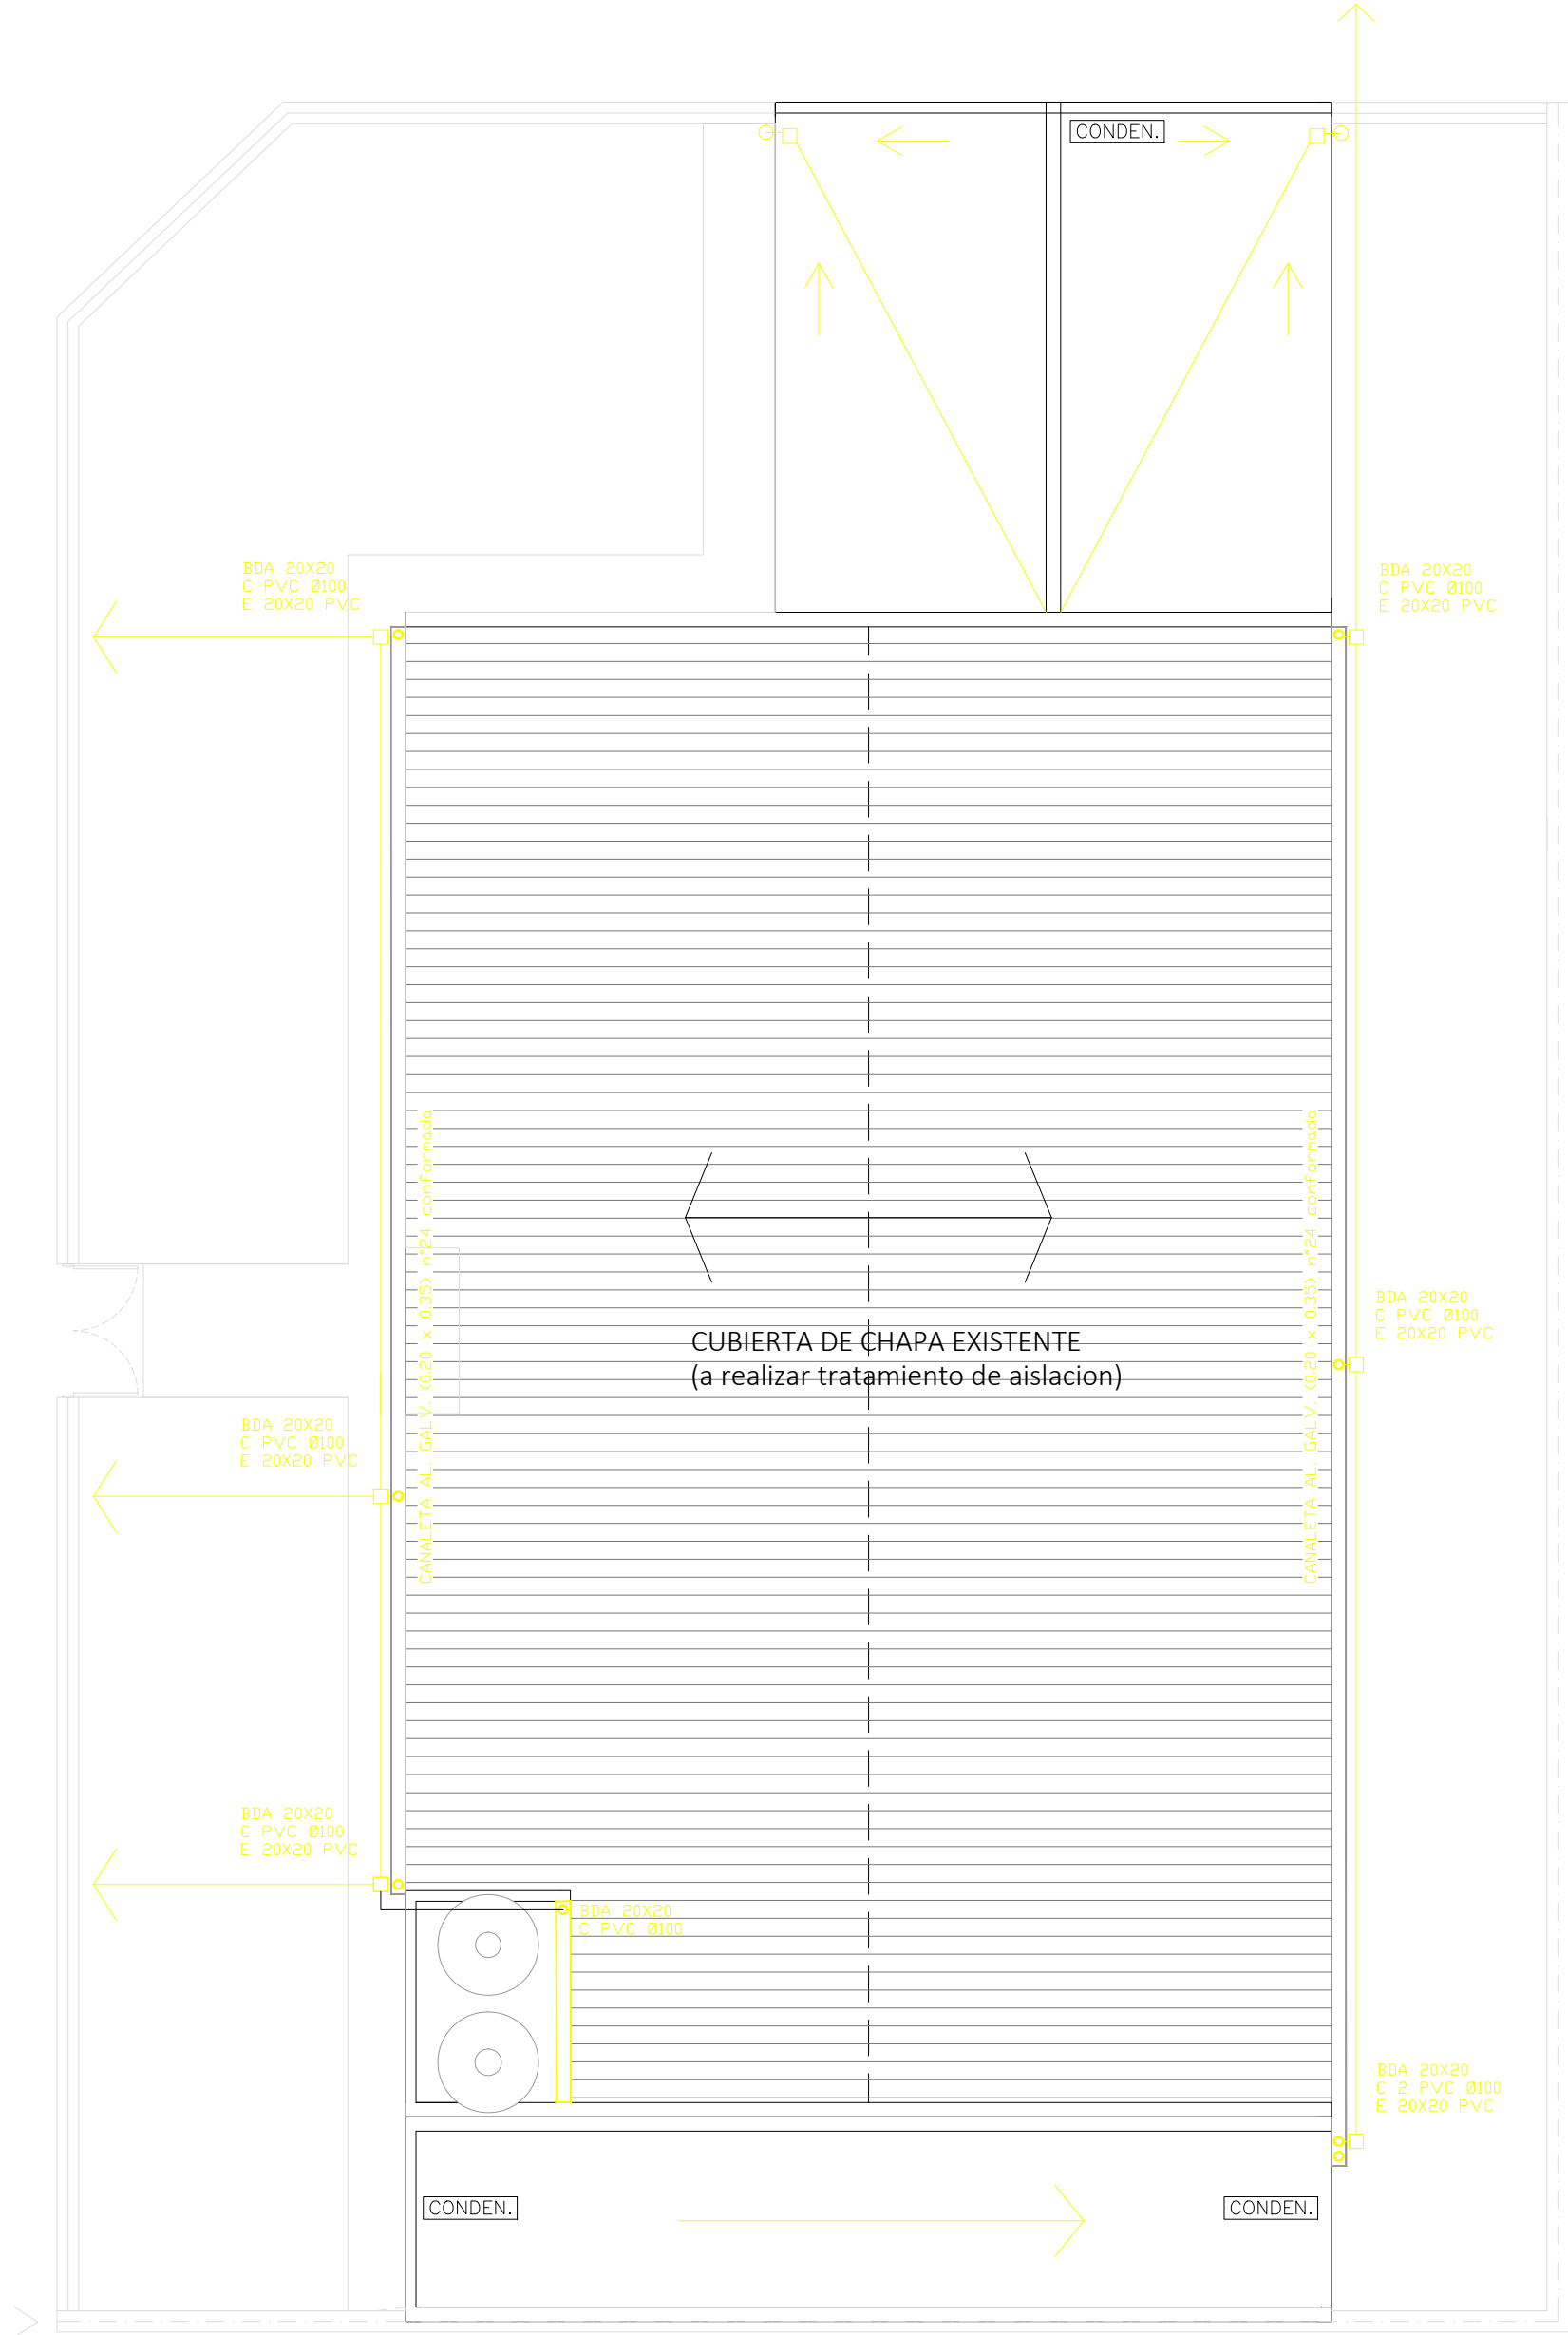 CONDEN.
BDA 20X20
C PVC Ø100
E 20X20 PVC
BDA 20X20
C PVC Ø100
E 20X20 PVC
CANALETA AL. GALV. (0.20 x 0.35) n°24 conformada
CANALETA AL. GALV. (0.20 x 0.35) n°24 conformada
BDA 20X20
C PVC Ø100
E 20X20 PVC
CUBIERTA DE CHAPA EXISTENTE
(a realizar tratamiento de aislacion)
BDA 20X20
C PVC Ø100
E 20X20 PVC
BDA 20X20
C PVC Ø100
E 20X20 PVC
BDA 20X20
C PVC Ø100
BDA 20X20
C 2 PVC Ø100
E 20X20 PVC
CONDEN.
CONDEN.